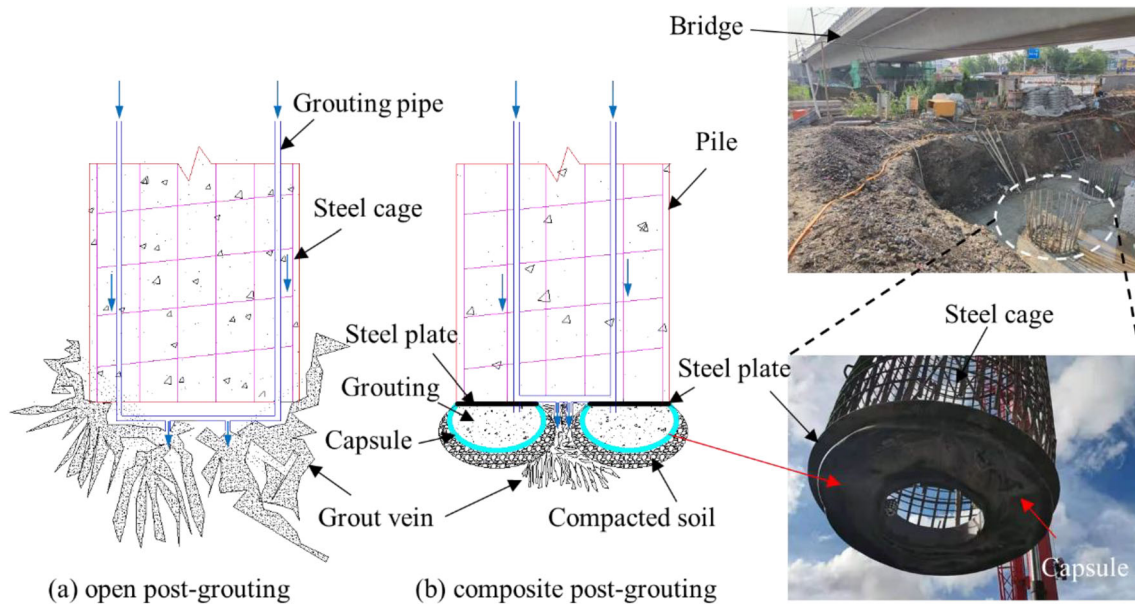 Bridge
Grouting pipe
Pile
Steel cage
Steel cage
Steel plate
Steel plate
Grouting
Capsule
Grout vein
Compacted soil
Capsule
(a) open post-grouting
(b) composite post-grouting